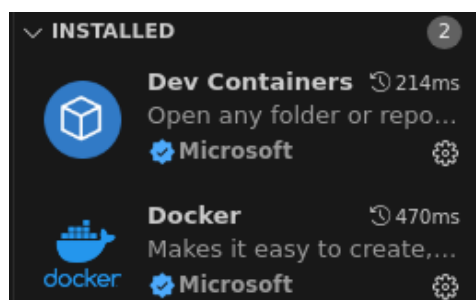 INSTALLED 2
Dev Containers 214ms
Open any folder or repo...
Microsoft
Docker 470ms
Makes it easy to create,...
docker Microsoft